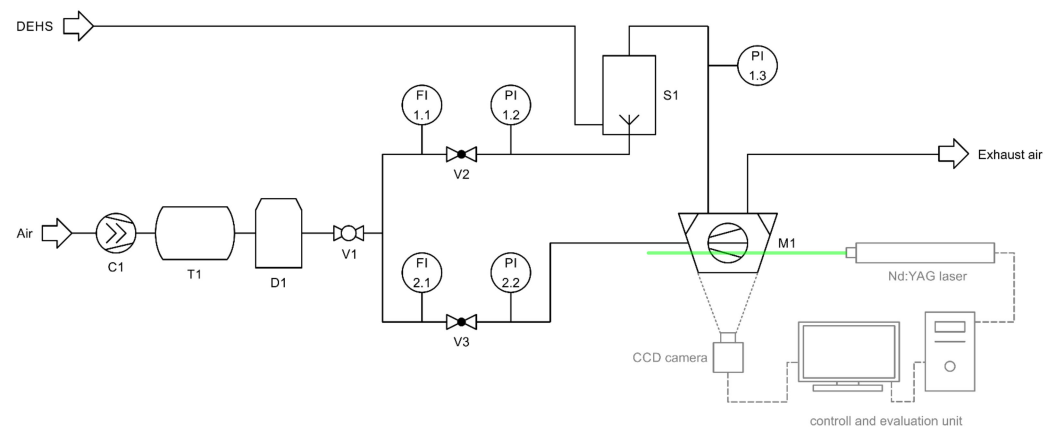 DEHS
PI
1.3
S1
FI
1.1
PI
1.2
V2
Exhaust air
Air
C1
T1
D1
V1
M1
Nd:YAG laser
FI
2.1
PI
2.2
V3
CCD camera
controll and evaluation unit